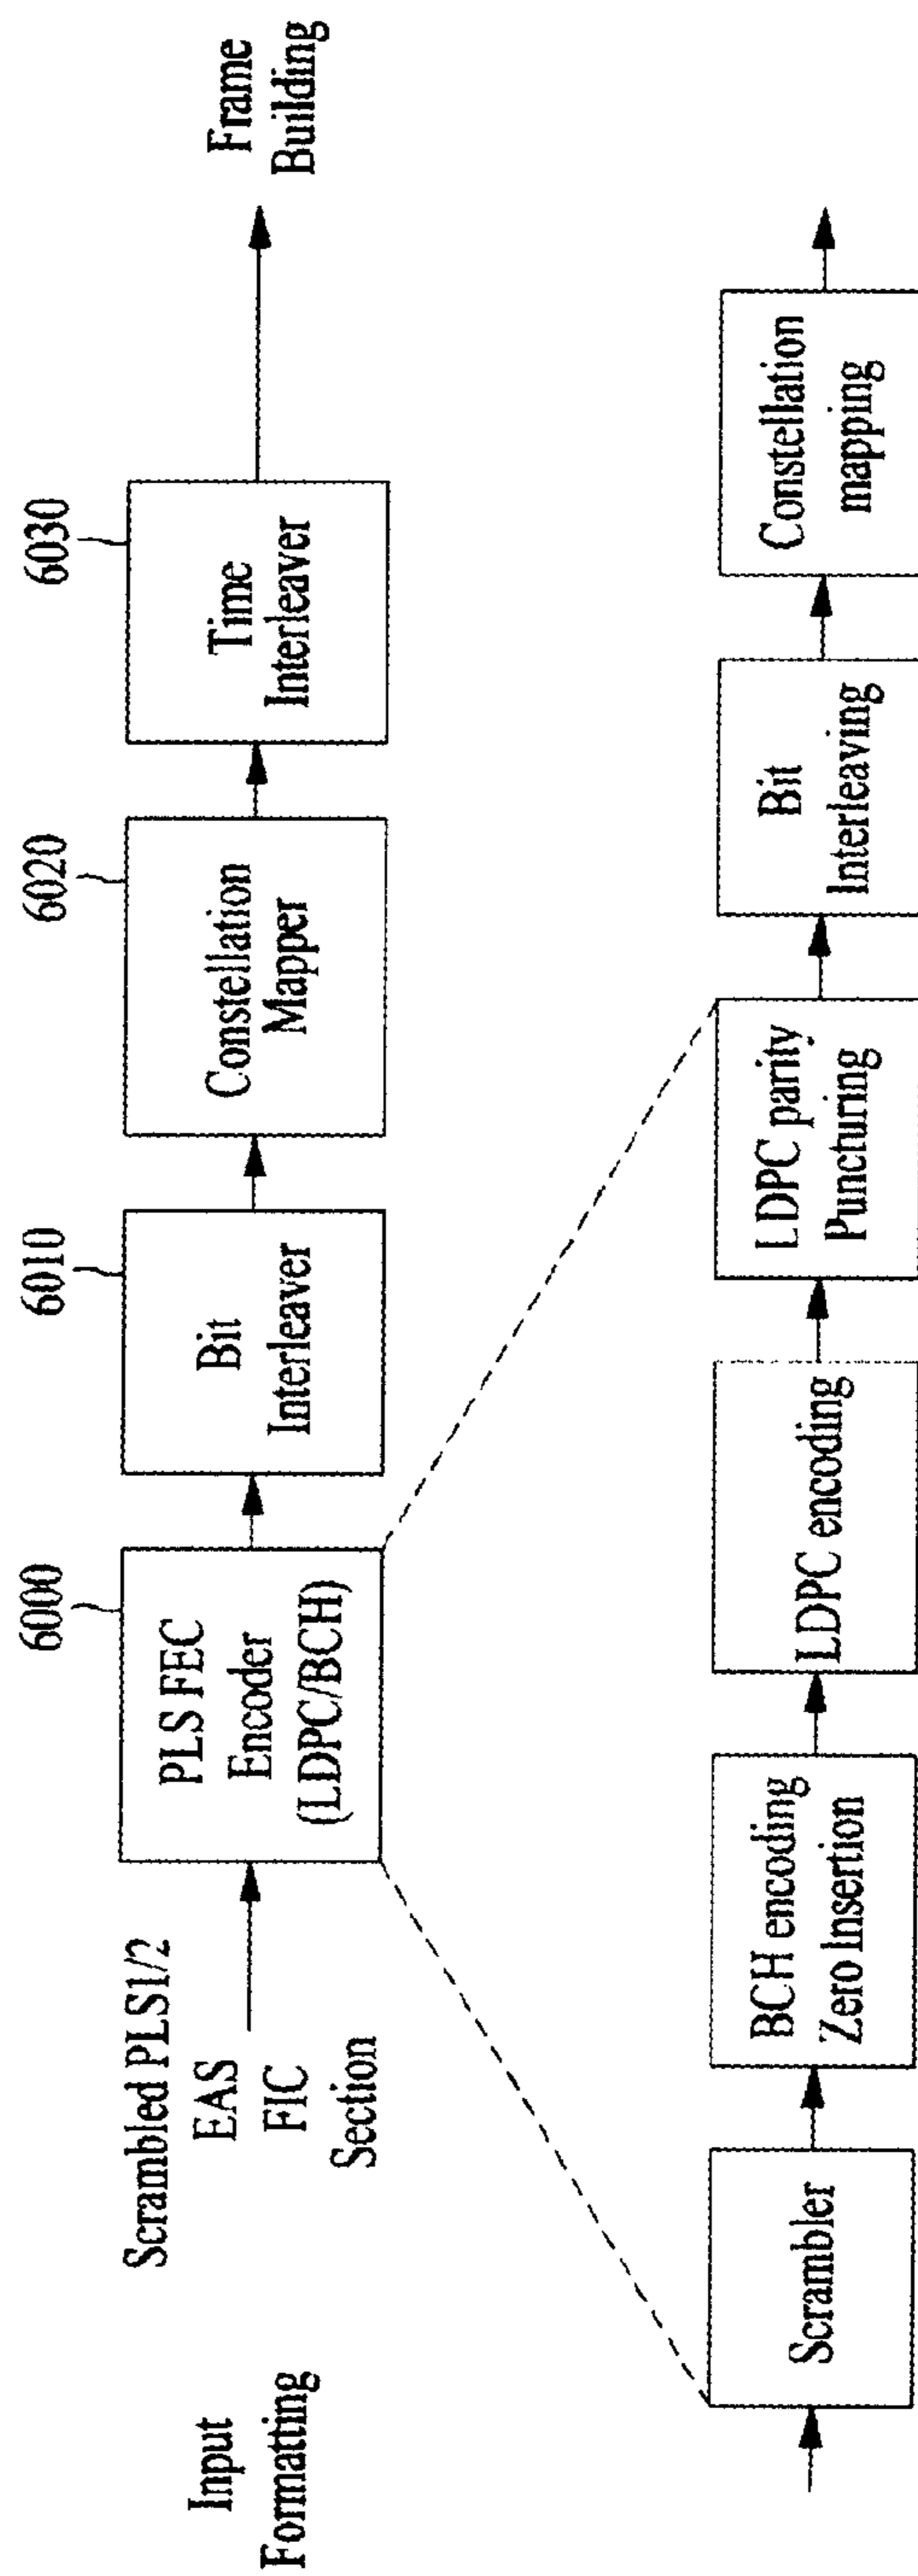 Input
Formatting
Scrambled PLS1/2
EAS
FIC
Section
6000
PLS FEC
Encoder
(LDPC/BCH)
6010
Bit
Interleaver
6020
Constellation
Mapper
6030
Time
Interleaver
Frame
Building
Scrambler
BCH encoding
Zero Insertion
LDPC encoding
LDPC parity
Puncturing
Bit
Interleaving
Constellation
mapping